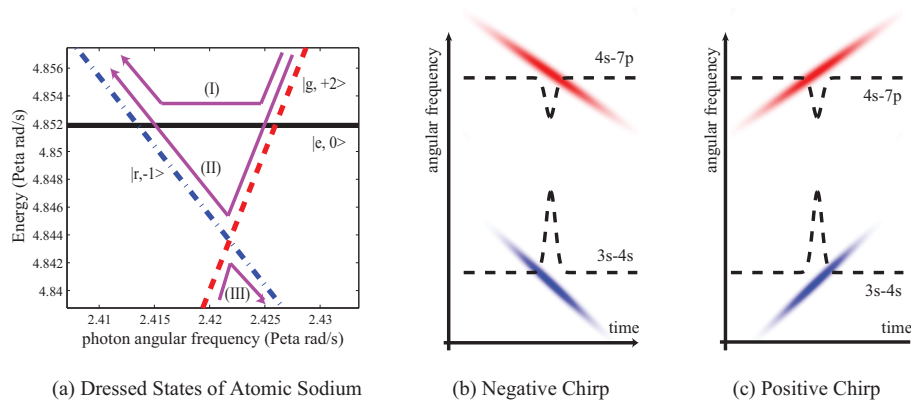 4.856
4.854
4.852
4.85
4.848
4.846
4.844
4.842
4.84
Energy (Peta rad/s)
(I)
|g, +2⟩
|e, 0⟩
|r,-1⟩
(II)
(III)
2.41 2.415 2.42 2.425 2.43
photon angular frequency (Peta rad/s)
(a) Dressed States of Atomic Sodium
angular frequency
4s-7p
3s-4s
time
(b) Negative Chirp
angular frequency
4s-7p
3s-4s
time
(c) Positive Chirp